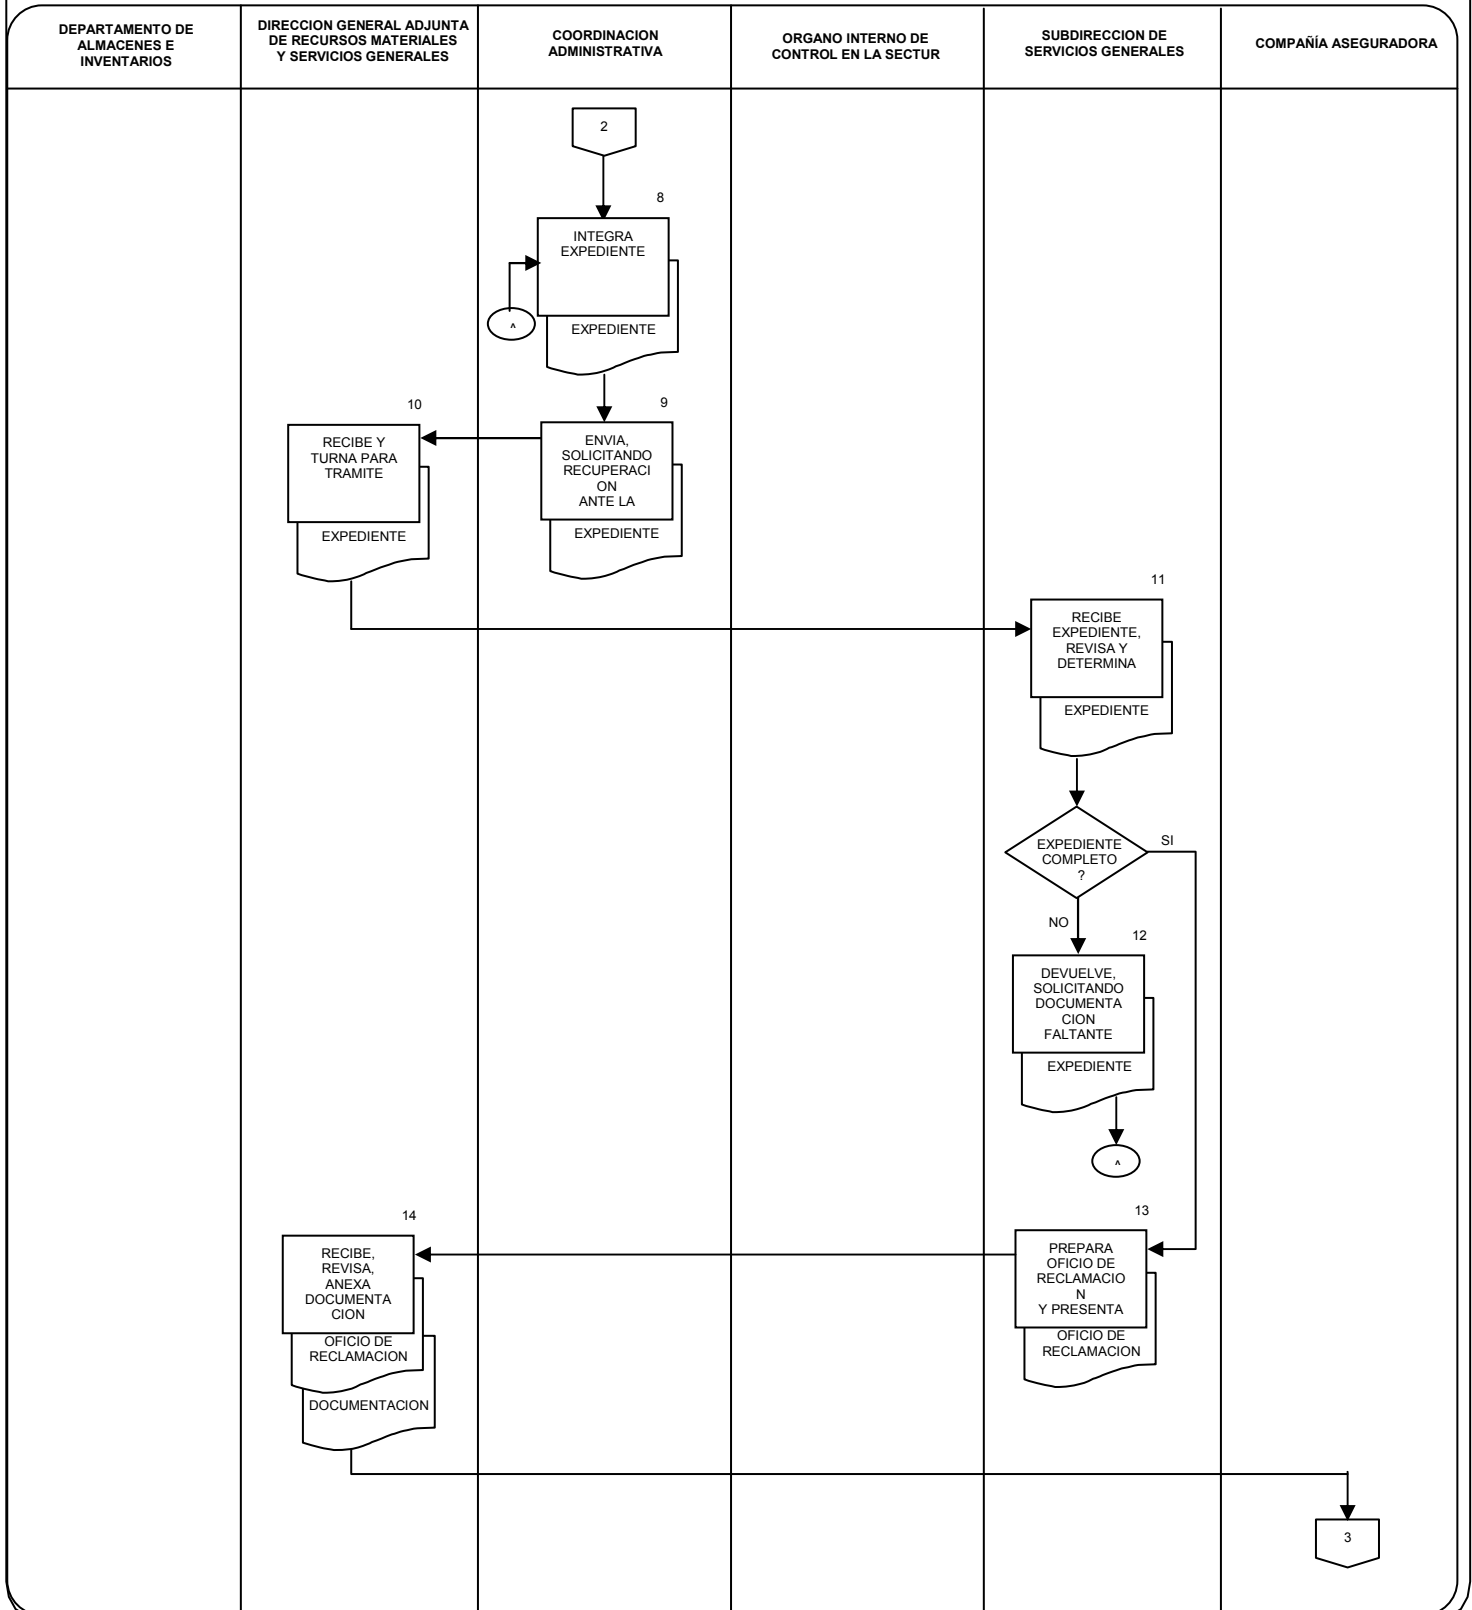 DEPARTAMENTO DE
ALMACENES E
INVENTARIOS
DIRECCION GENERAL ADJUNTA
DE RECURSOS MATERIALES
Y SERVICIOS GENERALES
COORDINACION
ADMINISTRATIVA
ORGANO INTERNO DE
CONTROL EN LA SECTUR
SUBDIRECCION DE
SERVICIOS GENERALES
COMPAÑÍA ASEGURADORA
2
8
INTEGRA
EXPEDIENTE
EXPEDIENTE
^
9
ENVIA,
SOLICITANDO
RECUPERACI
ON
ANTE LA
EXPEDIENTE
10
RECIBE Y
TURNA PARA
TRAMITE
EXPEDIENTE
11
RECIBE
EXPEDIENTE,
REVISA Y
DETERMINA
EXPEDIENTE
EXPEDIENTE
COMPLETO
?
SI
NO
12
DEVUELVE,
SOLICITANDO
DOCUMENTA
CION
FALTANTE
EXPEDIENTE
^
13
PREPARA
OFICIO DE
RECLAMACIO
N
Y PRESENTA
OFICIO DE
RECLAMACION
14
RECIBE,
REVISA,
ANEXA
DOCUMENTA
CION
OFICIO DE
RECLAMACION
DOCUMENTACION
3